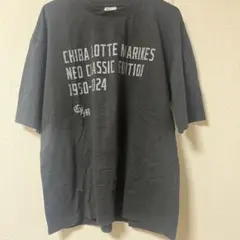 CHIBA LOTTE MARINES
NEO CLASSIC EDITION
1950-2024